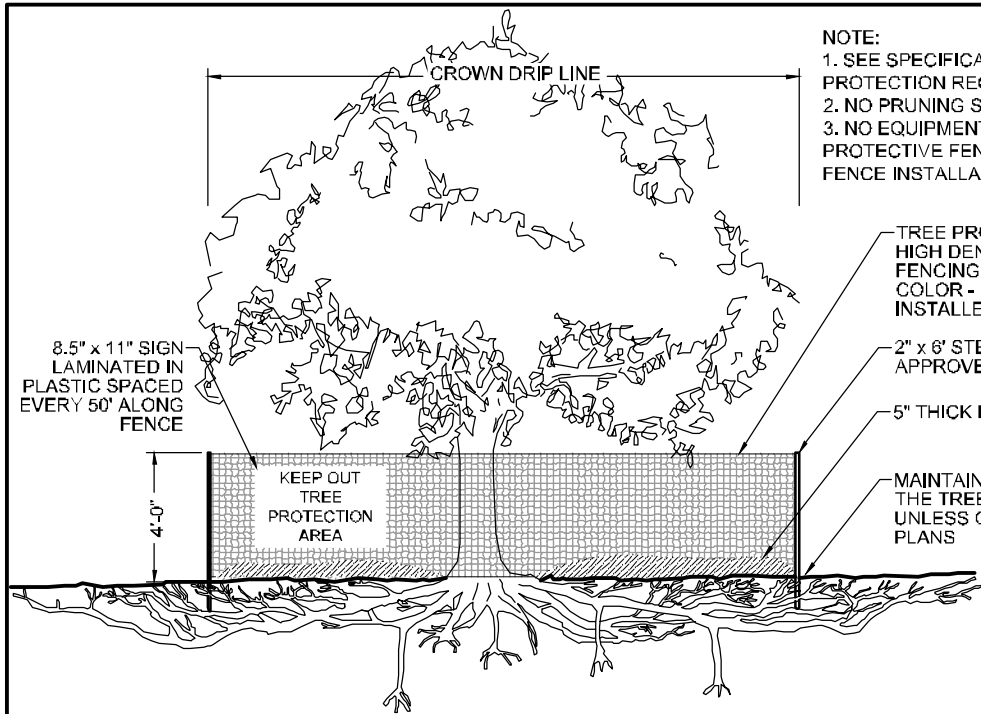 CROWN DRIP LINE
NOTE:
1. SEE SPECIFICA
PROTECTION REQ
2. NO PRUNING S
3. NO EQUIPMENT
PROTECTIVE FEN
FENCE INSTALLA
TREE PRO
HIGH DEN
FENCING
COLOR -
INSTALLE
8.5" x 11" SIGN
LAMINATED IN
PLASTIC SPACED
EVERY 50' ALONG
FENCE
2" x 6' STE
APPROVE
5" THICK
KEEP OUT
TREE
PROTECTION
AREA
4'-0"
MAINTAIN
THE TREE
UNLESS O
PLANS